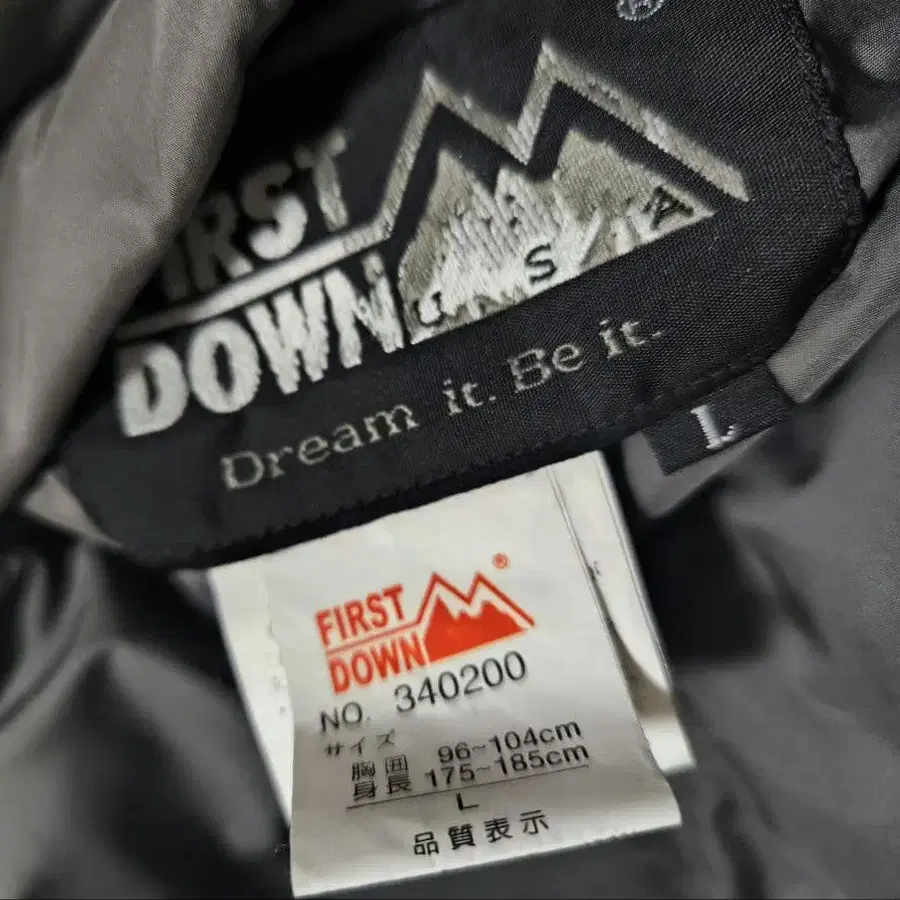 FIRST
DOWN
USA
Dream it. Be it.
L
FIRST
DOWN
®
NO. 340200
サイズ
胸囲 96~104cm
身長 175~185cm
L
品質表示